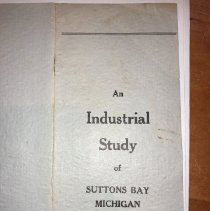 An
Industrial
Study
of
SUTTONS BAY
MICHIGAN